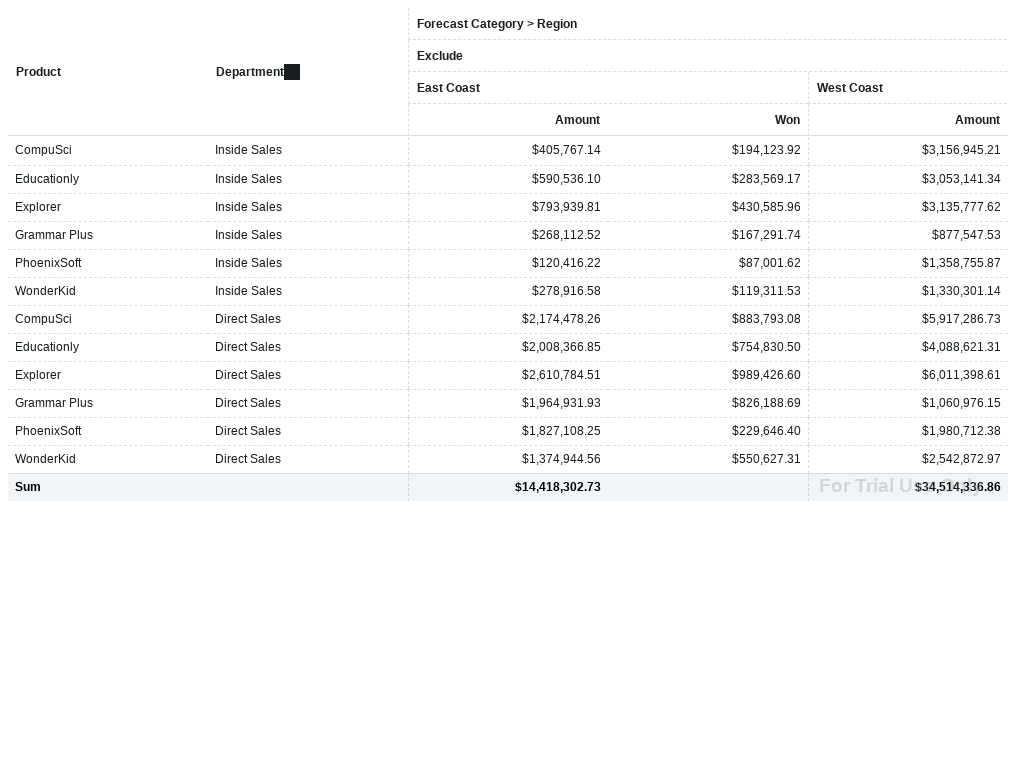 Forecast Category > Region
Exclude
Product Department East Coast West Coast
Amount Won Amount
CompuSci Inside Sales $405,767.14 $194,123.92 $3,156,945.21
Educationly Inside Sales $590,536.10 $283,569.17 $3,053,141.34
Explorer Inside Sales $793,939.81 $430,585.96 $3,135,777.62
Grammar Plus Inside Sales $268,112.52 $167,291.74 $877,547.53
PhoenixSoft Inside Sales $120,416.22 $87,001.62 $1,358,755.87
WonderKid Inside Sales $278,916.58 $119,311.53 $1,330,301.14
CompuSci Direct Sales $2,174,478.26 $883,793.08 $5,917,286.73
Educationly Direct Sales $2,008,366.85 $754,830.50 $4,088,621.31
Explorer Direct Sales $2,610,784.51 $989,426.60 $6,011,398.61
Grammar Plus Direct Sales $1,964,931.93 $826,188.69 $1,060,976.15
PhoenixSoft Direct Sales $1,827,108.25 $229,646.40 $1,980,712.38
WonderKid Direct Sales $1,374,944.56 $550,627.31 $2,542,872.97
Sum $14,418,302.73 $34,514,336.86
For Trial Use Only